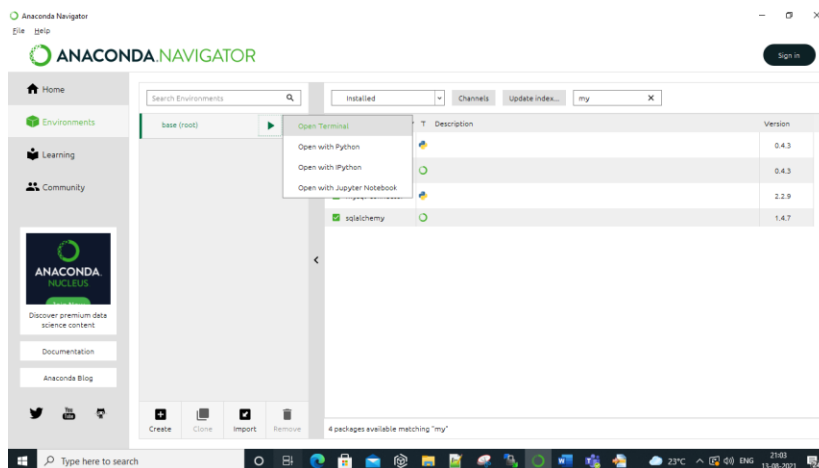 Anaconda Navigator
File Help
ANACONDA.NAVIGATOR
Sign in
Home
Environments
Learning
Community
ANACONDA.
NUCLEUS
Discover premium data
science content
Documentation
Anaconda Blog
Search Environments
base (root)
Create
Clone
Import
Remove
Open Terminal
Open with Python
Open with IPython
Open with Jupyter Notebook
Installed
Channels
Update index...
my
X
T Description
Version
0.4.3
0.4.3
2.2.9
sqlalchemy
1.4.7
4 packages available matching "my"
Type here to search
23°C
ENG
21:03
13-08-2021